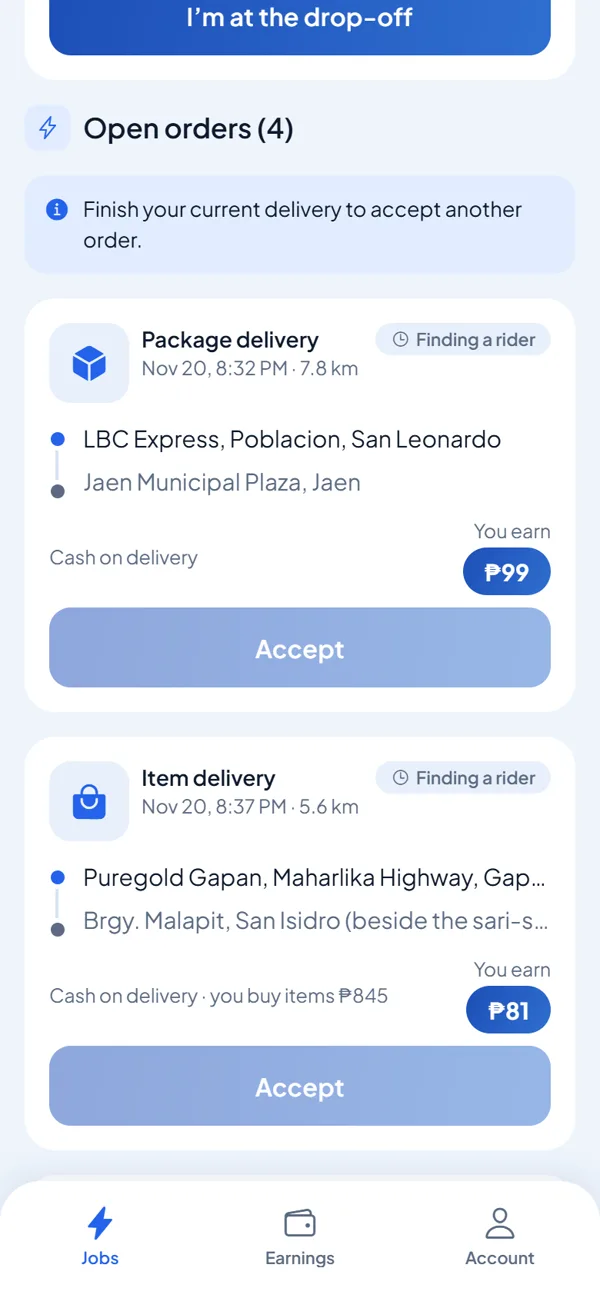 I'm at the drop-off
Open orders (4)
Finish your current delivery to accept another
order.
Package delivery
Finding a rider
Nov 20, 8:32 PM · 7.8 km
LBC Express, Poblacion, San Leonardo
Jaen Municipal Plaza, Jaen
You earn
Cash on delivery
₱99
Accept
Item delivery
Finding a rider
Nov 20, 8:37 PM · 5.6 km
Puregold Gapan, Maharlika Highway, Gap...
Brgy. Malapit, San Isidro (beside the sari-s...
You earn
Cash on delivery · you buy items ₱845
₱81
Accept
Jobs
Earnings
Account